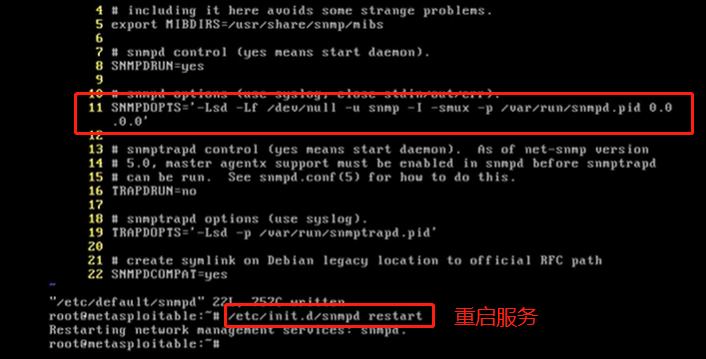 4 # including it here avoids some strange problems.
5 export MIBDIRS=/usr/share/snmp/mibs
6
7 # snmpd control (yes means start daemon).
8 SNMPDRUN=yes
9
10 # snmpd options (use syslog, close stdin/out/err).
11 SNMPDOPTS='-Lsd -Lf /dev/null -u snmp -I -smux -p /var/run/snmpd.pid 0.0
.0.0'
12
13 # snmptrapd control (yes means start daemon).  As of net-snmp version
14 # 5.0, master agentx support must be enabled in snmpd before snmptrapd
15 # can be run.  See snmpd.conf(5) for how to do this.
16 TRAPDRUN=no
17
18 # snmptrapd options (use syslog).
19 TRAPDOPTS='-Lsd -p /var/run/snmptrapd.pid'
20
21 # create symlink on Debian legacy location to official RFC path
22 SNMPDCOMPAT=yes
~
"/etc/default/snmpd" 22L, 757C written
root@metasploitable:~# /etc/init.d/snmpd restart 重启服务
Restarting network management services: snmpd.
root@metasploitable:~#